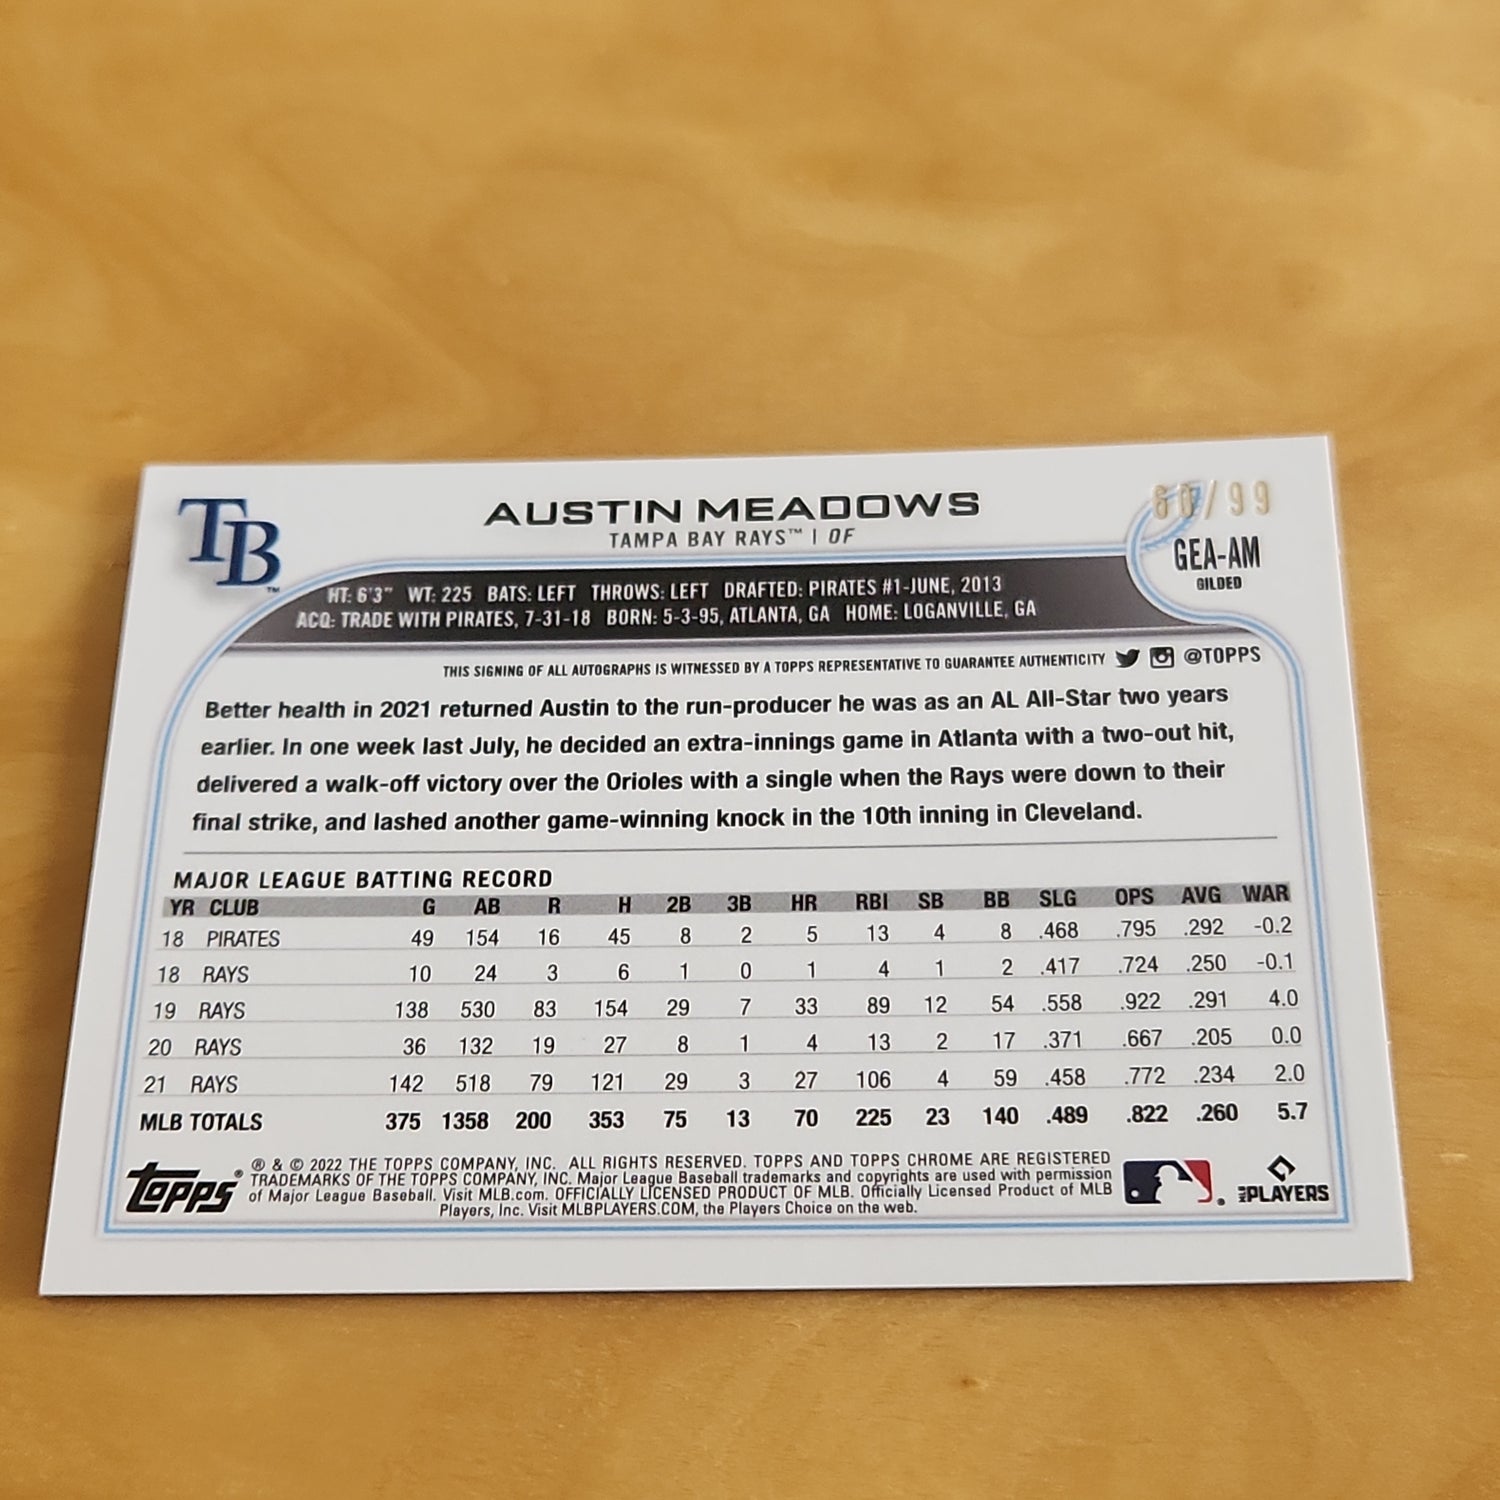 TB™
AUSTIN MEADOWS
60/99
TAMPA BAY RAYS™ | OF
GEA-AM
GILDED
HT: 6'3" WT: 225 BATS: LEFT THROWS: LEFT DRAFTED: PIRATES #1-JUNE, 2013
ACQ: TRADE WITH PIRATES, 7-31-18 BORN: 5-3-95, ATLANTA, GA HOME: LOGANVILLE, GA
THIS SIGNING OF ALL AUTOGRAPHS IS WITNESSED BY A TOPPS REPRESENTATIVE TO GUARANTEE AUTHENTICITY @TOPPS
Better health in 2021 returned Austin to the run-producer he was as an AL All-Star two years
earlier. In one week last July, he decided an extra-innings game in Atlanta with a two-out hit,
delivered a walk-off victory over the Orioles with a single when the Rays were down to their
final strike, and lashed another game-winning knock in the 10th inning in Cleveland.
MAJOR LEAGUE BATTING RECORD
YR CLUB G AB R H 2B 3B HR RBI SB BB SLG OPS AVG WAR
18 PIRATES 49 154 16 45 8 2 5 13 4 8 .468 .795 .292 -0.2
18 RAYS 10 24 3 6 1 0 1 4 1 2 .417 .724 .250 -0.1
19 RAYS 138 530 83 154 29 7 33 89 12 54 .558 .922 .291 4.0
20 RAYS 36 132 19 27 8 1 4 13 2 17 .371 .667 .205 0.0
21 RAYS 142 518 79 121 29 3 27 106 4 59 .458 .772 .234 2.0
MLB TOTALS 375 1358 200 353 75 13 70 225 23 140 .489 .822 .260 5.7
Topps®
® & © 2022 THE TOPPS COMPANY, INC. ALL RIGHTS RESERVED. TOPPS AND TOPPS CHROME ARE REGISTERED
TRADEMARKS OF THE TOPPS COMPANY, INC. Major League Baseball trademarks and copyrights are used with permission
of Major League Baseball. Visit MLB.com. OFFICIALLY LICENSED PRODUCT OF MLB. Officially Licensed Product of MLB
Players, Inc. Visit MLBPLAYERS.COM, the Players Choice on the web.
MLB PLAYERS